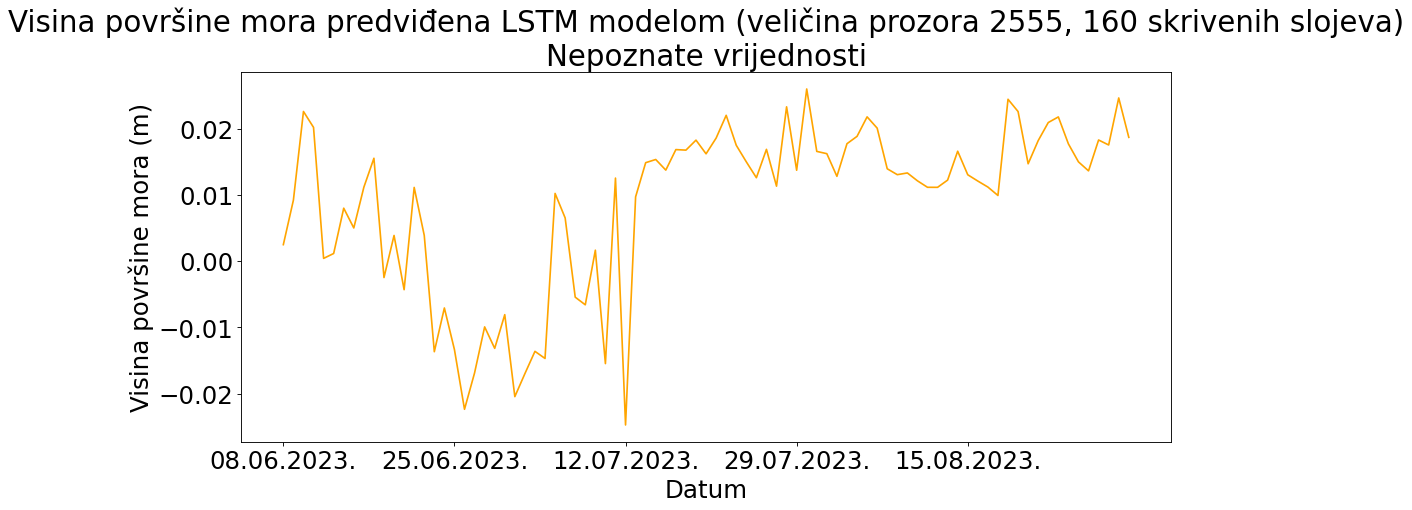 Visina površine mora predviđena LSTM modelom (veličina prozora 2555, 160 skrivenih slojeva)
Nepoznate vrijednosti
Visina površine mora (m)
0.02
0.01
0.00
−0.01
−0.02
08.06.2023. 25.06.2023. 12.07.2023. 29.07.2023. 15.08.2023.
Datum